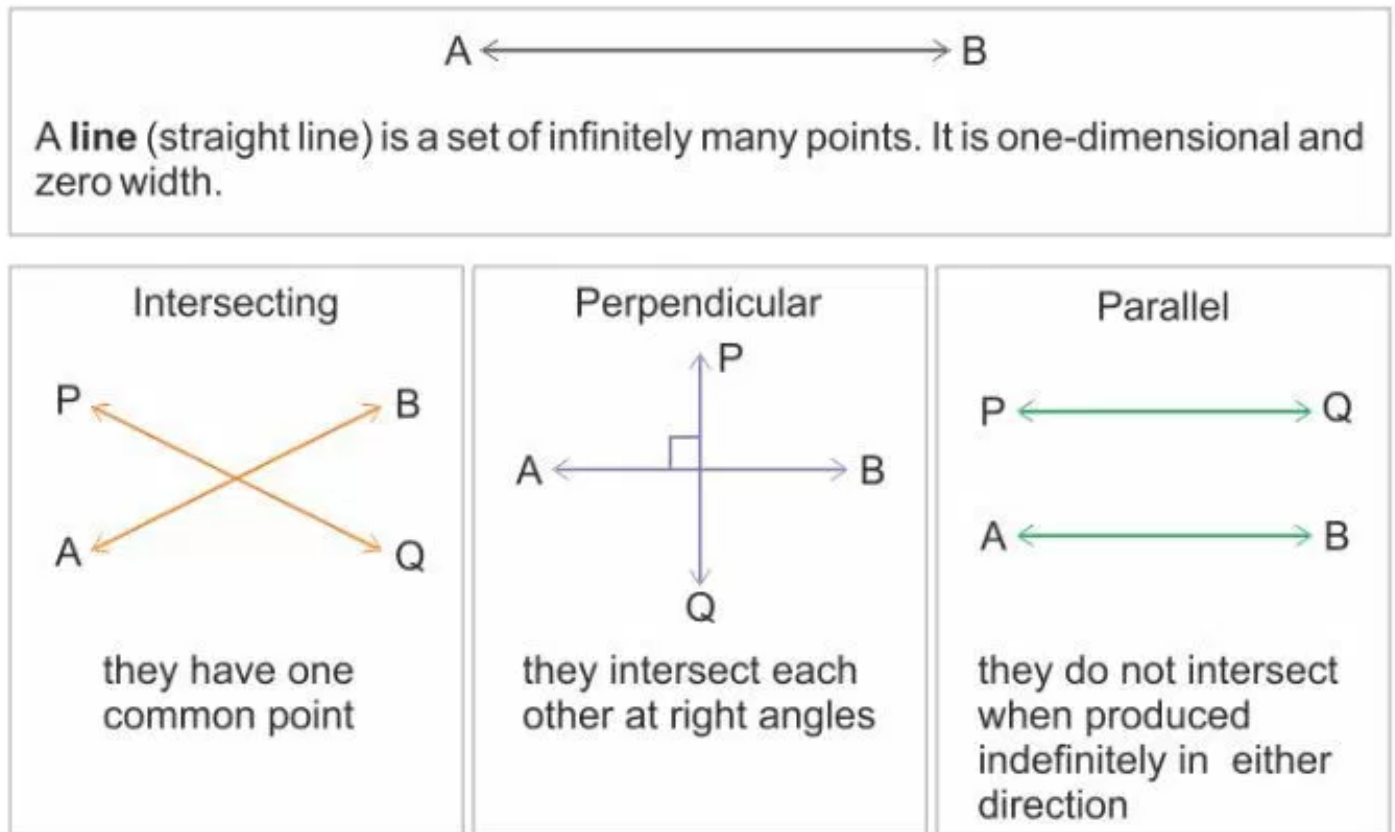 A B
A line (straight line) is a set of infinitely many points. It is one-dimensional and
zero width.
Intersecting
P B
A Q
they have one
common point
Perpendicular
P
A B
Q
they intersect each
other at right angles
Parallel
P Q
A B
they do not intersect
when produced
indefinitely in either
direction